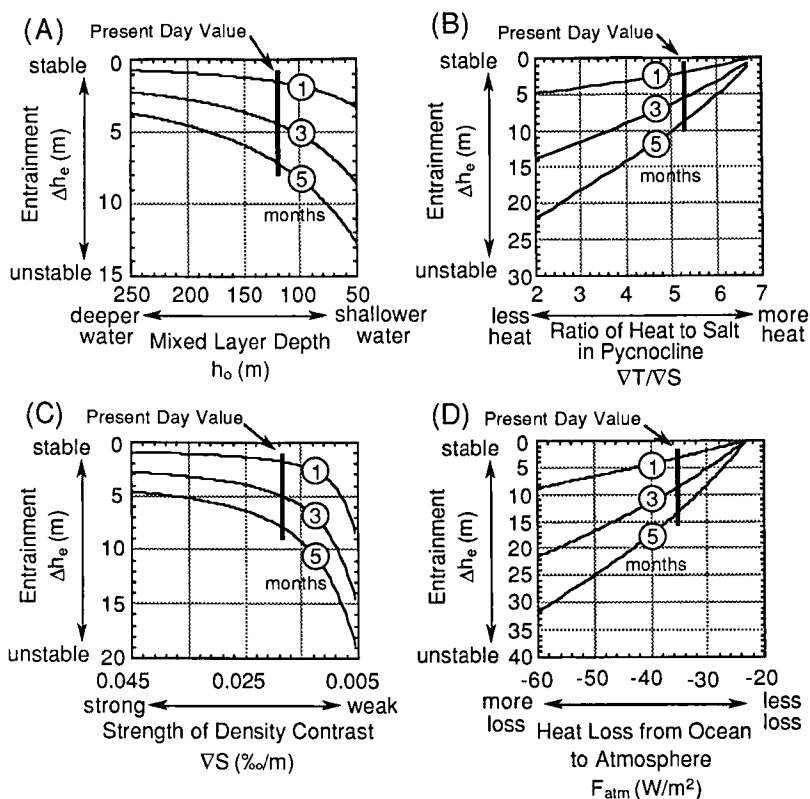 (A)
Present Day Value
stable
0
5
10
15
unstable
Entrainment
Δhₑ (m)
1
3
5
months
250 200 150 100 50
deeper water
shallower water
Mixed Layer Depth
hₒ (m)
(B)
Present Day Value
stable
0
5
10
15
20
25
30
unstable
Entrainment
Δhₑ (m)
1
3
5
months
2 3 4 5 6 7
less heat
more heat
Ratio of Heat to Salt
in Pycnocline
∇T/∇S
(C)
Present Day Value
stable
0
5
10
15
20
unstable
Entrainment
Δhₑ (m)
1
3
5
months
0.045 0.025 0.005
strong weak
Strength of Density Contrast
∇S (‰/m)
(D)
Present Day Value
stable
0
5
10
15
20
25
30
35
40
unstable
Entrainment
Δhₑ (m)
1
3
5
months
-60 -50 -40 -30 -20
more loss
less loss
Heat Loss from Ocean
to Atmosphere
Fatm (W/m²)